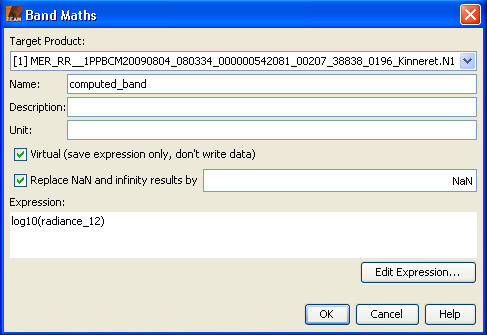 BEAM Band Maths
Target Product:
[1] MER_RR__1PPBCM20090804_080334_000000542081_00207_38838_0196_Kinneret.N1
Name: computed_band
Description:
Unit:
Virtual (save expression only, don't write data)
Replace NaN and infinity results by NaN
Expression:
log10(radiance_12)
Edit Expression...
OK Cancel Help